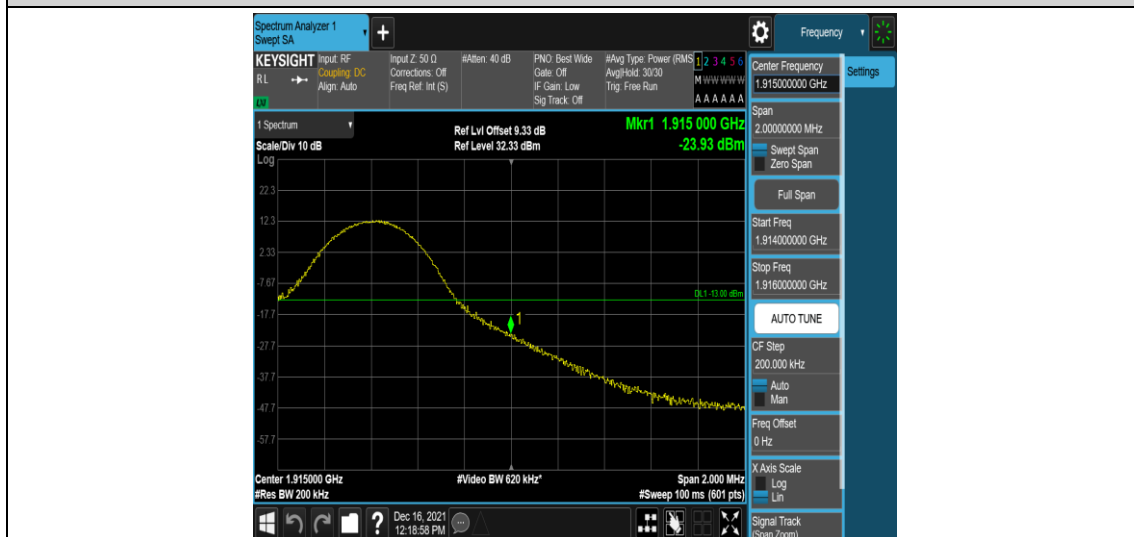 Spectrum Analyzer 1
Swept SA
+
Frequency
KEYSIGHT
RL
LXI
Input: RF
Coupling: DC
Align: Auto
Input Z: 50 Ω
Corrections: Off
Freq Ref: Int (S)
#Atten: 40 dB
PNO: Best Wide
Gate: Off
IF Gain: Low
Sig Track: Off
#Avg Type: Power (RMS
Avg|Hold: 30/30
Trig: Free Run
1 2 3 4 5 6
M W W W W W
A A A A A A
1 Spectrum
Scale/Div 10 dB
Log
Ref Lvl Offset 9.33 dB
Ref Level 32.33 dBm
Mkr1 1.915 000 GHz
-23.93 dBm
22.3
12.3
2.33
-7.67
-17.7
-27.7
-37.7
-47.7
-57.7
DL1 -13.00 dBm
1
Center 1.915000 GHz
#Res BW 200 kHz
#Video BW 620 kHz*
Span 2.000 MHz
#Sweep 100 ms (601 pts)
?
Dec 16, 2021
12:18:58 PM
Center Frequency
1.915000000 GHz
Settings
Span
2.00000000 MHz
Swept Span
Zero Span
Full Span
Start Freq
1.914000000 GHz
Stop Freq
1.916000000 GHz
AUTO TUNE
CF Step
200.000 kHz
Auto
Man
Freq Offset
0 Hz
X Axis Scale
Log
Lin
Signal Track
(Span Zoom)